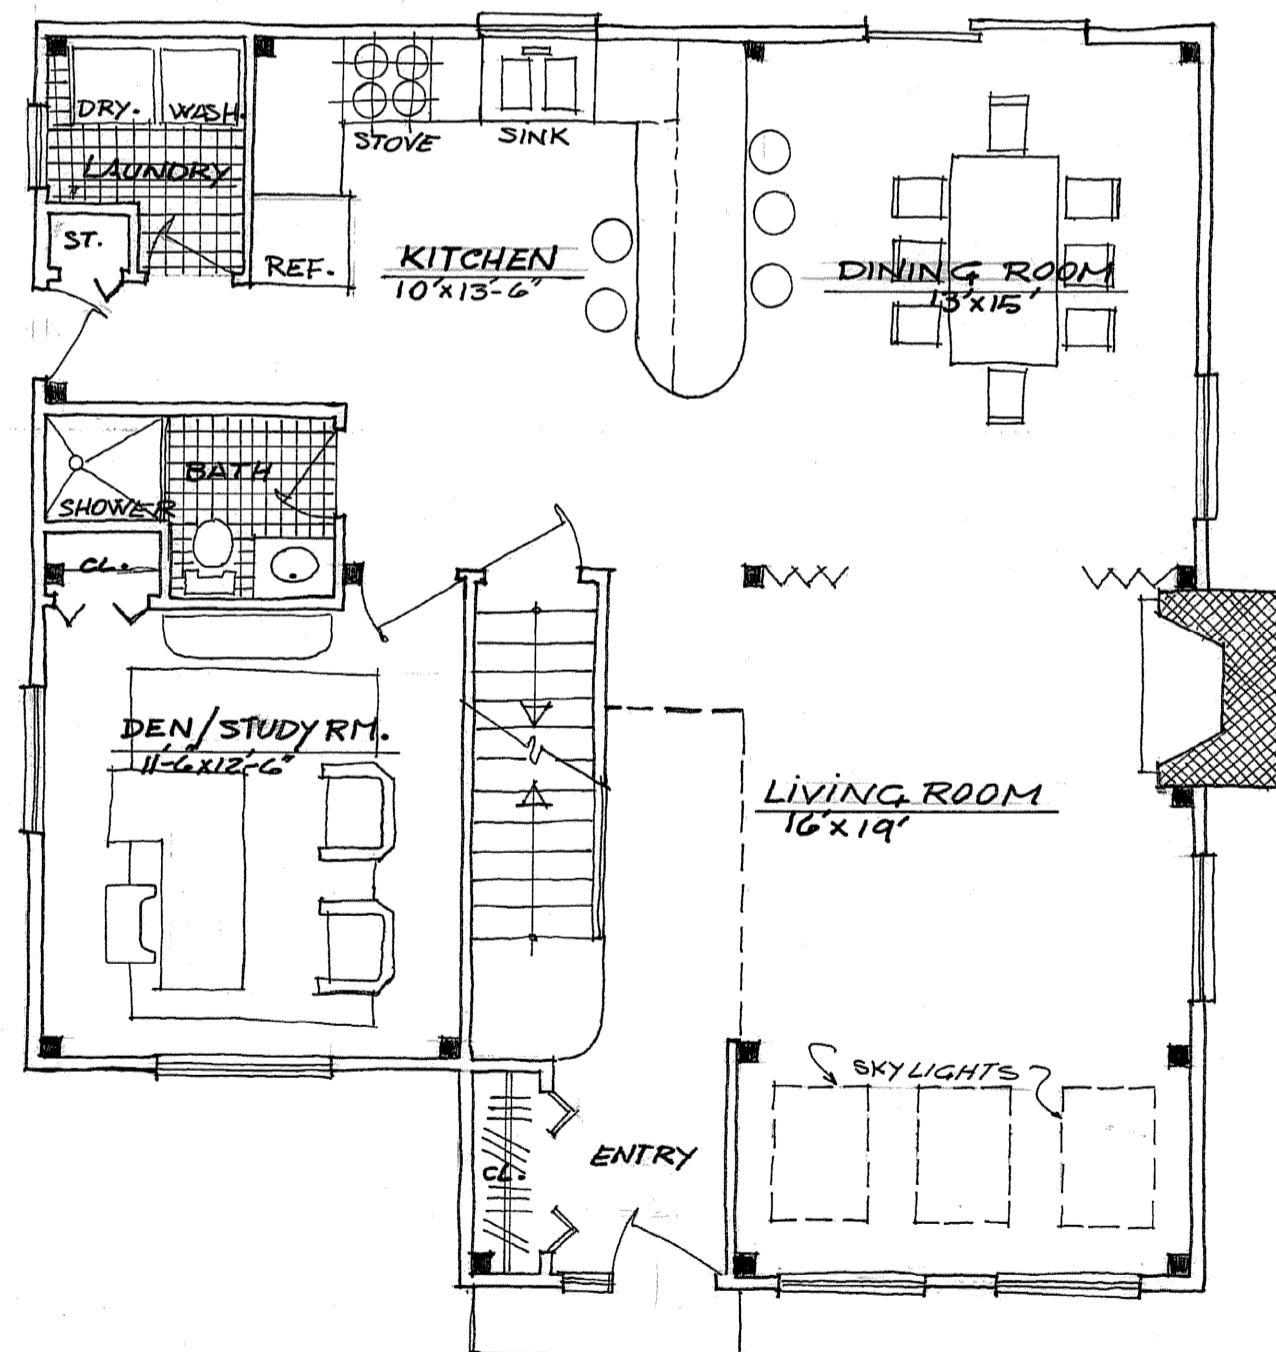 DRY. WASH.
LAUNDRY
ST.
STOVE
SINK
REF.
KITCHEN
10'x13'-6"
DINING ROOM
13'x15'
BATH
SHOWER
CL.
DEN/STUDY RM.
11'-6"x12'-6"
LIVING ROOM
16'x19'
SKYLIGHTS
ENTRY
CL.